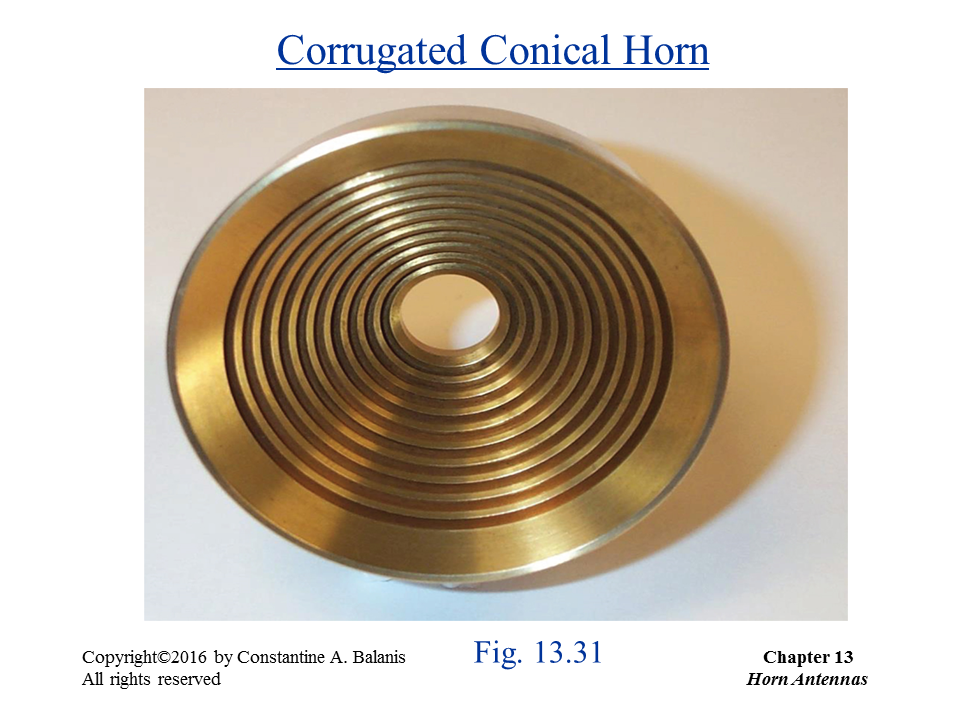 Corrugated Conical Horn
Fig. 13.31
Copyright©2016 by Constantine A. Balanis
All rights reserved
Chapter 13
Horn Antennas